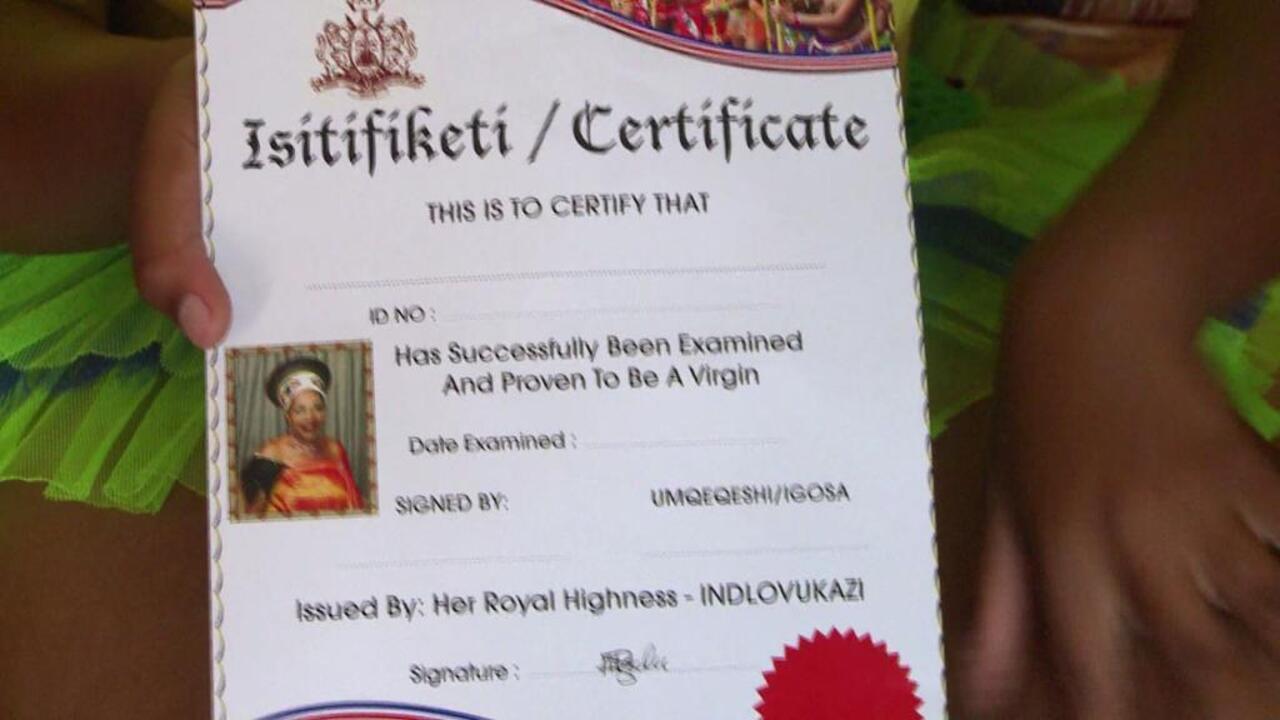 Isitifiketi / Certificate
THIS IS TO CERTIFY THAT
ID NO :
Has Successfully Been Examined
And Proven To Be A Virgin
Date Examined :
SIGNED BY: UMQEQESHI/IGOSA
Issued By: Her Royal Highness - INDLOVUKAZI
Signature :